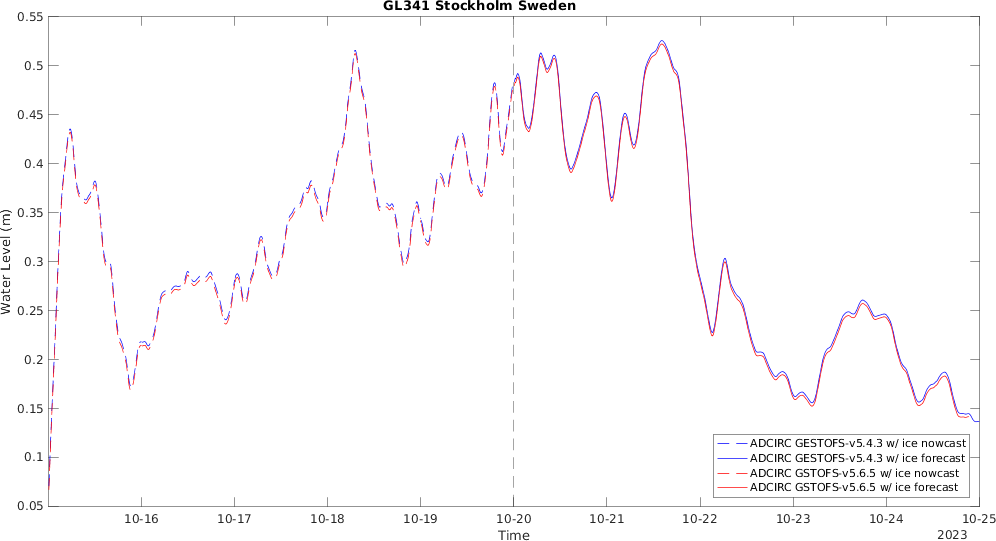 GL341 Stockholm Sweden
0.55
0.5
0.45
0.4
0.35
0.3
0.25
0.2
0.15
0.1
0.05
Water Level (m)
ADCIRC GESTOFS-v5.4.3 w/ ice nowcast
ADCIRC GESTOFS-v5.4.3 w/ ice forecast
ADCIRC GSTOFS-v5.6.5 w/ ice nowcast
ADCIRC GSTOFS-v5.6.5 w/ ice forecast
10-16 10-17 10-18 10-19 10-20 10-21 10-22 10-23 10-24 10-25
Time
2023